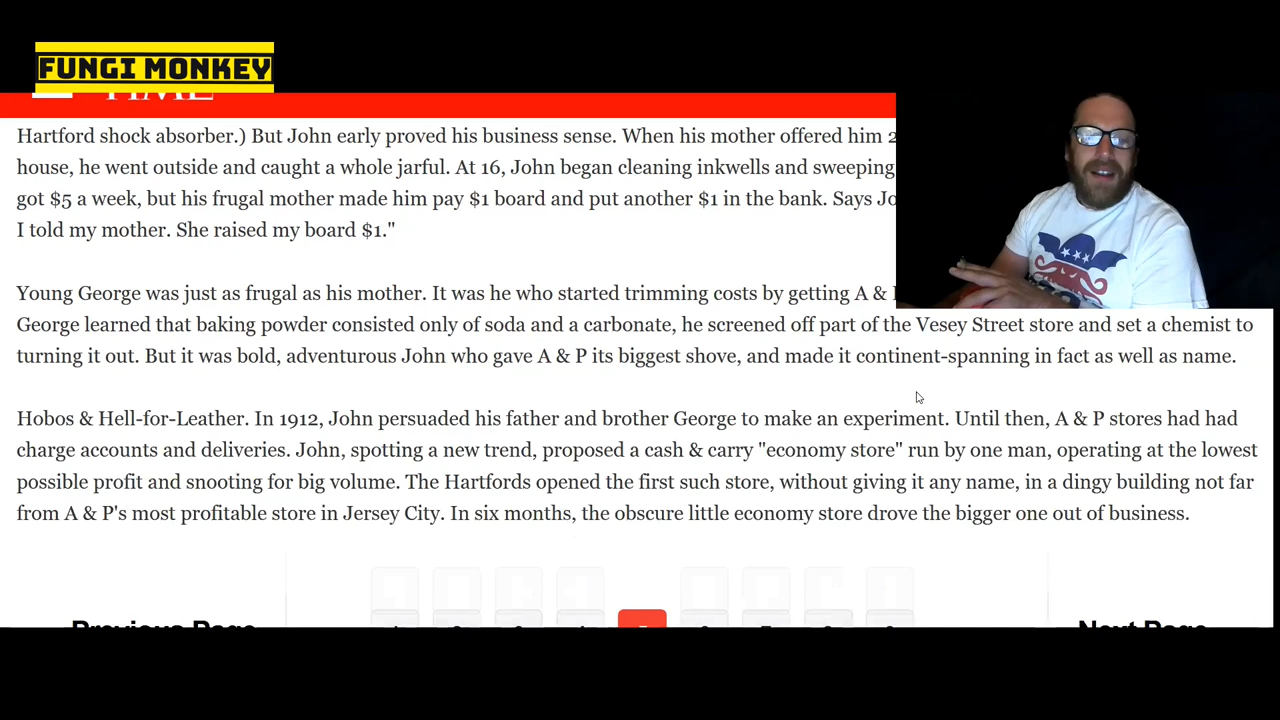 FUNGI MONKEY
TIME
Hartford shock absorber.) But John early proved his business sense. When his mother offered him 2
house, he went outside and caught a whole jarful. At 16, John began cleaning inkwells and sweeping
got $5 a week, but his frugal mother made him pay $1 board and put another $1 in the bank. Says Jo
I told my mother. She raised my board $1."
Young George was just as frugal as his mother. It was he who started trimming costs by getting A &
George learned that baking powder consisted only of soda and a carbonate, he screened off part of the Vesey Street store and set a chemist to
turning it out. But it was bold, adventurous John who gave A & P its biggest shove, and made it continent-spanning in fact as well as name.
Hobos & Hell-for-Leather. In 1912, John persuaded his father and brother George to make an experiment. Until then, A & P stores had had
charge accounts and deliveries. John, spotting a new trend, proposed a cash & carry "economy store" run by one man, operating at the lowest
possible profit and snooting for big volume. The Hartfords opened the first such store, without giving it any name, in a dingy building not far
from A & P's most profitable store in Jersey City. In six months, the obscure little economy store drove the bigger one out of business.
Previous Page
Next Page